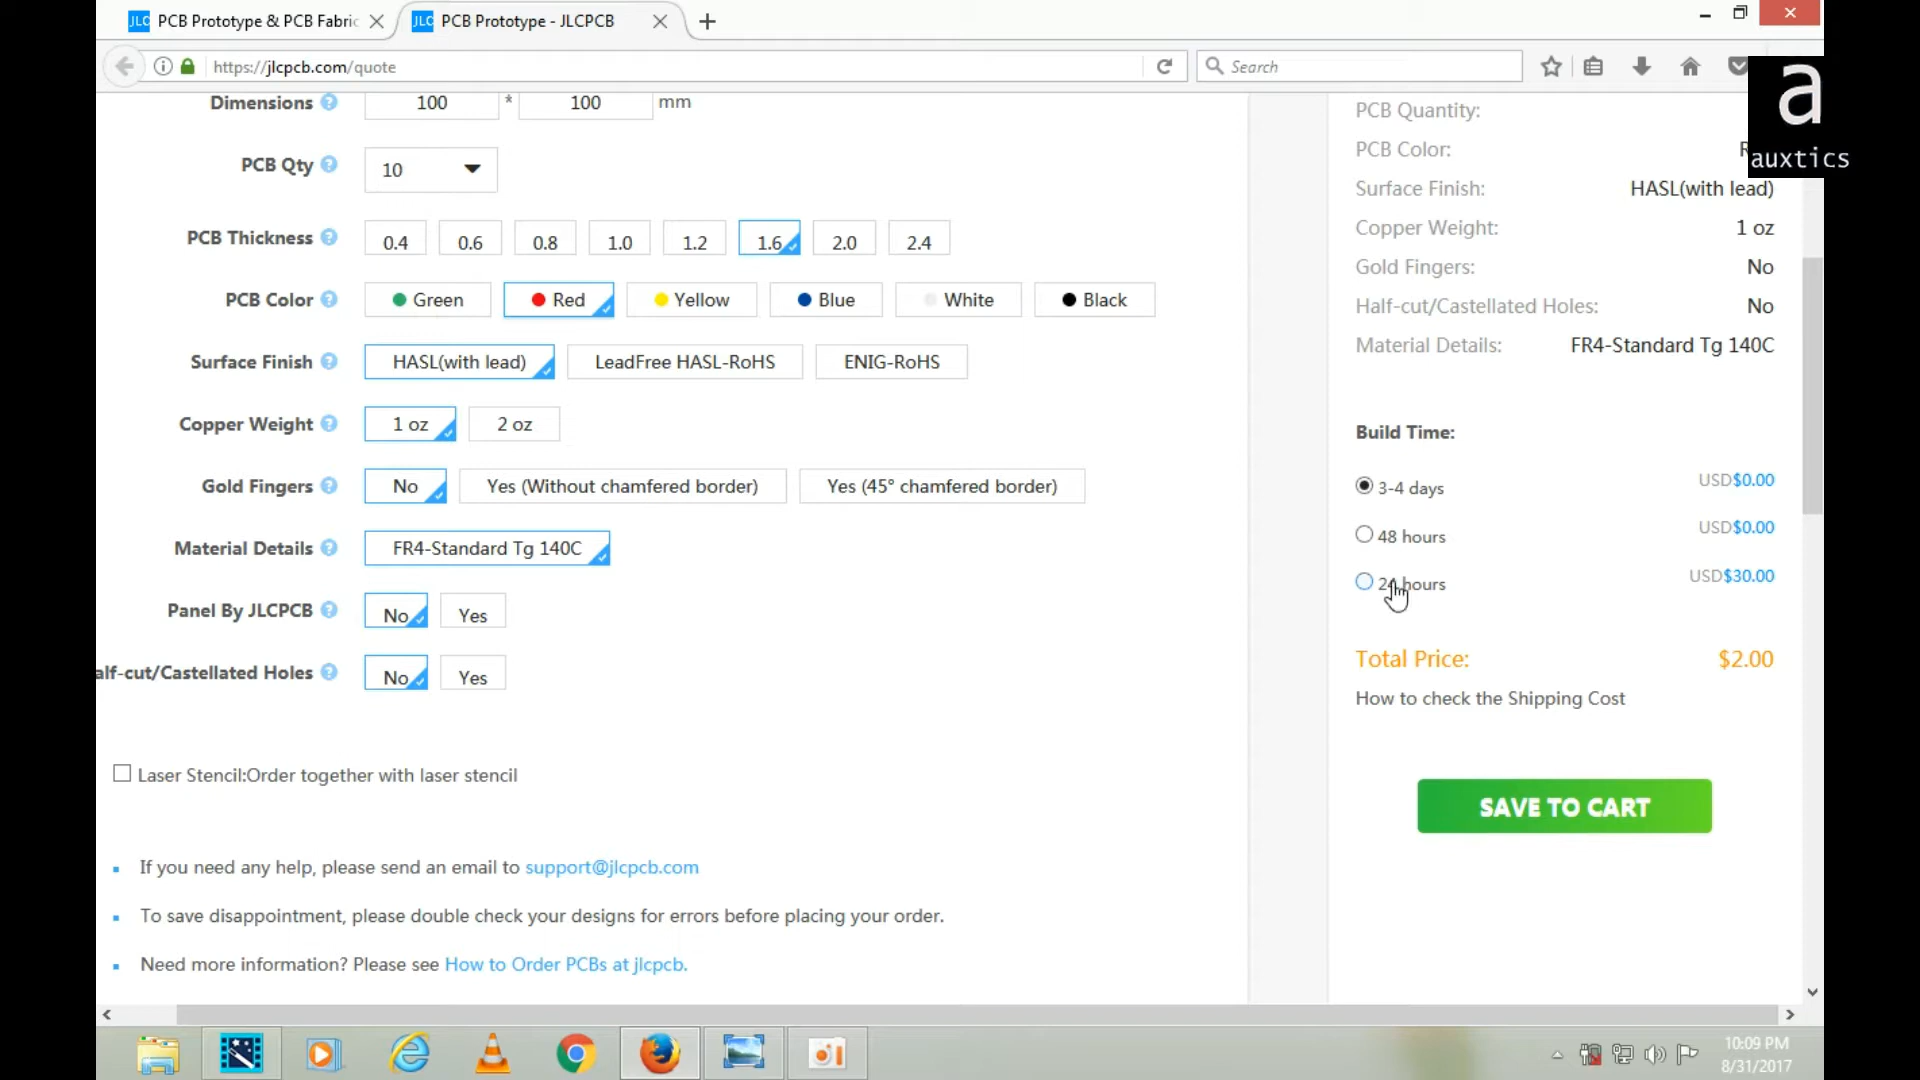 JLC PCB Prototype & PCB Fabric
JLC PCB Prototype - JLCPCB
https://jlcpcb.com/quote
Search
a
auxtics
Dimensions ? 100 * 100 mm
PCB Qty ? 10
PCB Thickness ? 0.4 0.6 0.8 1.0 1.2 1.6 2.0 2.4
PCB Color ? Green Red Yellow Blue White Black
Surface Finish ? HASL(with lead) LeadFree HASL-RoHS ENIG-RoHS
Copper Weight ? 1 oz 2 oz
Gold Fingers ? No Yes (Without chamfered border) Yes (45° chamfered border)
Material Details ? FR4-Standard Tg 140C
Panel By JLCPCB ? No Yes
alf-cut/Castellated Holes ? No Yes
Laser Stencil:Order together with laser stencil
If you need any help, please send an email to support@jlcpcb.com
To save disappointment, please double check your designs for errors before placing your order.
Need more information? Please see How to Order PCBs at jlcpcb.
PCB Quantity:
PCB Color: R
Surface Finish: HASL(with lead)
Copper Weight: 1 oz
Gold Fingers: No
Half-cut/Castellated Holes: No
Material Details: FR4-Standard Tg 140C
Build Time:
3-4 days USD$0.00
48 hours USD$0.00
24 hours USD$30.00
Total Price: $2.00
How to check the Shipping Cost
SAVE TO CART
10:09 PM
8/31/2017